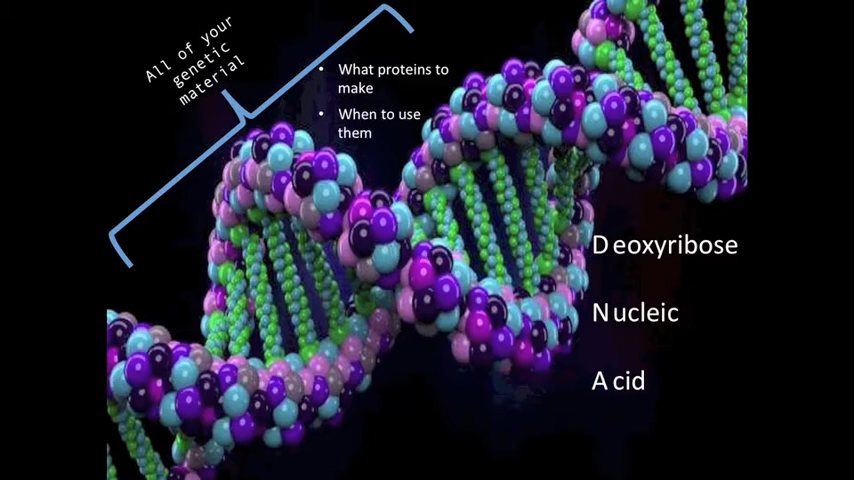 All of your
genetic
material
• What proteins to
make
• When to use
them
Deoxyribose
Nucleic
Acid